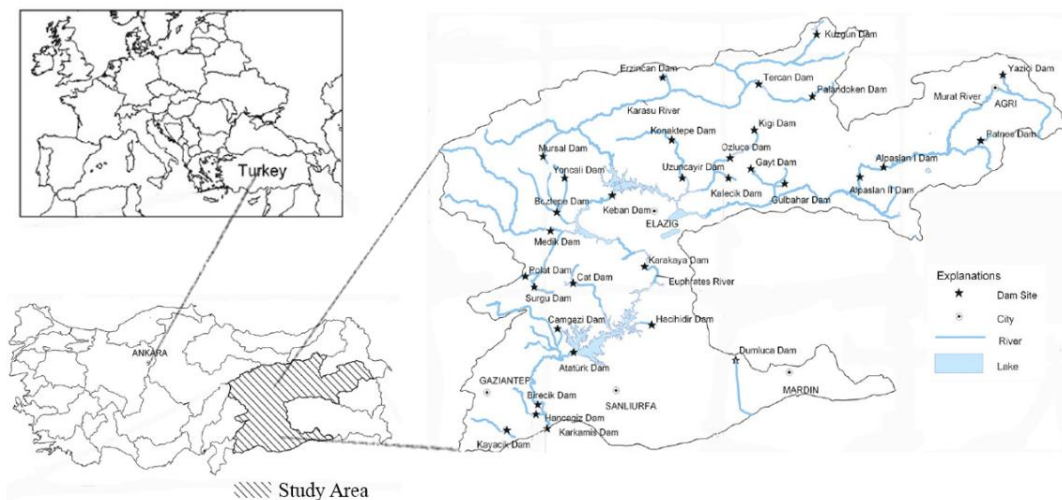 Turkey
ANKARA
Study Area
Kuzgun Dam
Erzincan Dam
Tercan Dam
Yazici Dam
Palandoken Dam
Murat River
AGRI
Karasu River
Kigi Dam
Konaktepe Dam
Patnos Dam
Mursal Dam
Ozluce Dam
Yoncali Dam
Uzuncayir Dam
Gayt Dam
Alpaslan I Dam
Kalecik Dam
Alpaslan II Dam
Gulbahar Dam
Boztepe Dam
Keban Dam
ELAZIG
Medik Dam
Karakaya Dam
Polat Dam
Cat Dam
Euphrates River
Surgu Dam
Camgazi Dam
Hacihidir Dam
Atatürk Dam
Dumluca Dam
GAZIANTEP
SANLIURFA
MARDIN
Birecik Dam
Hancagiz Dam
Kayacik Dam
Karkamis Dam
Explanations
Dam Site
City
River
Lake